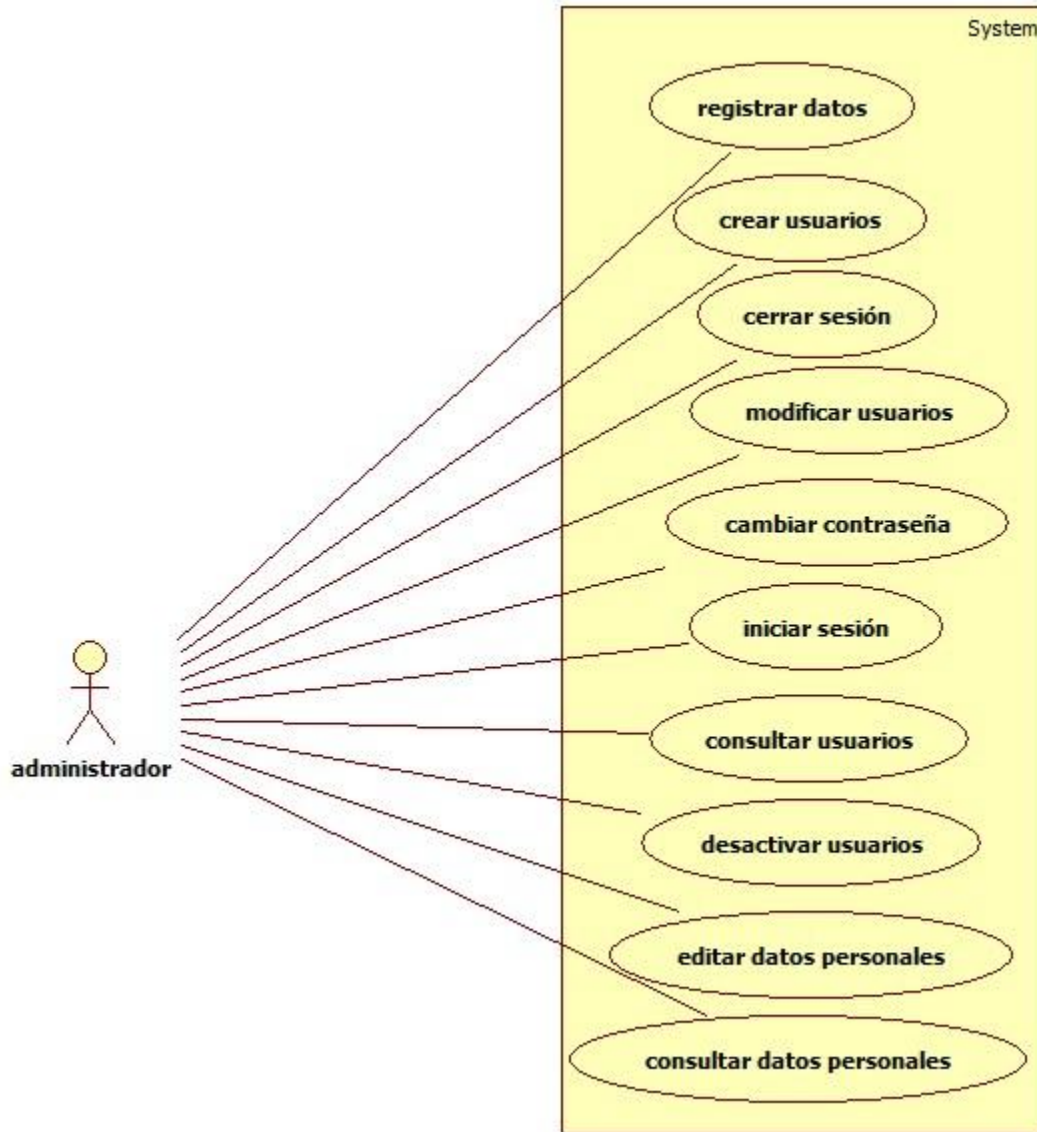 System
registrar datos
crear usuarios
cerrar sesión
modificar usuarios
cambiar contraseña
iniciar sesión
consultar usuarios
administrador
desactivar usuarios
editar datos personales
consultar datos personales